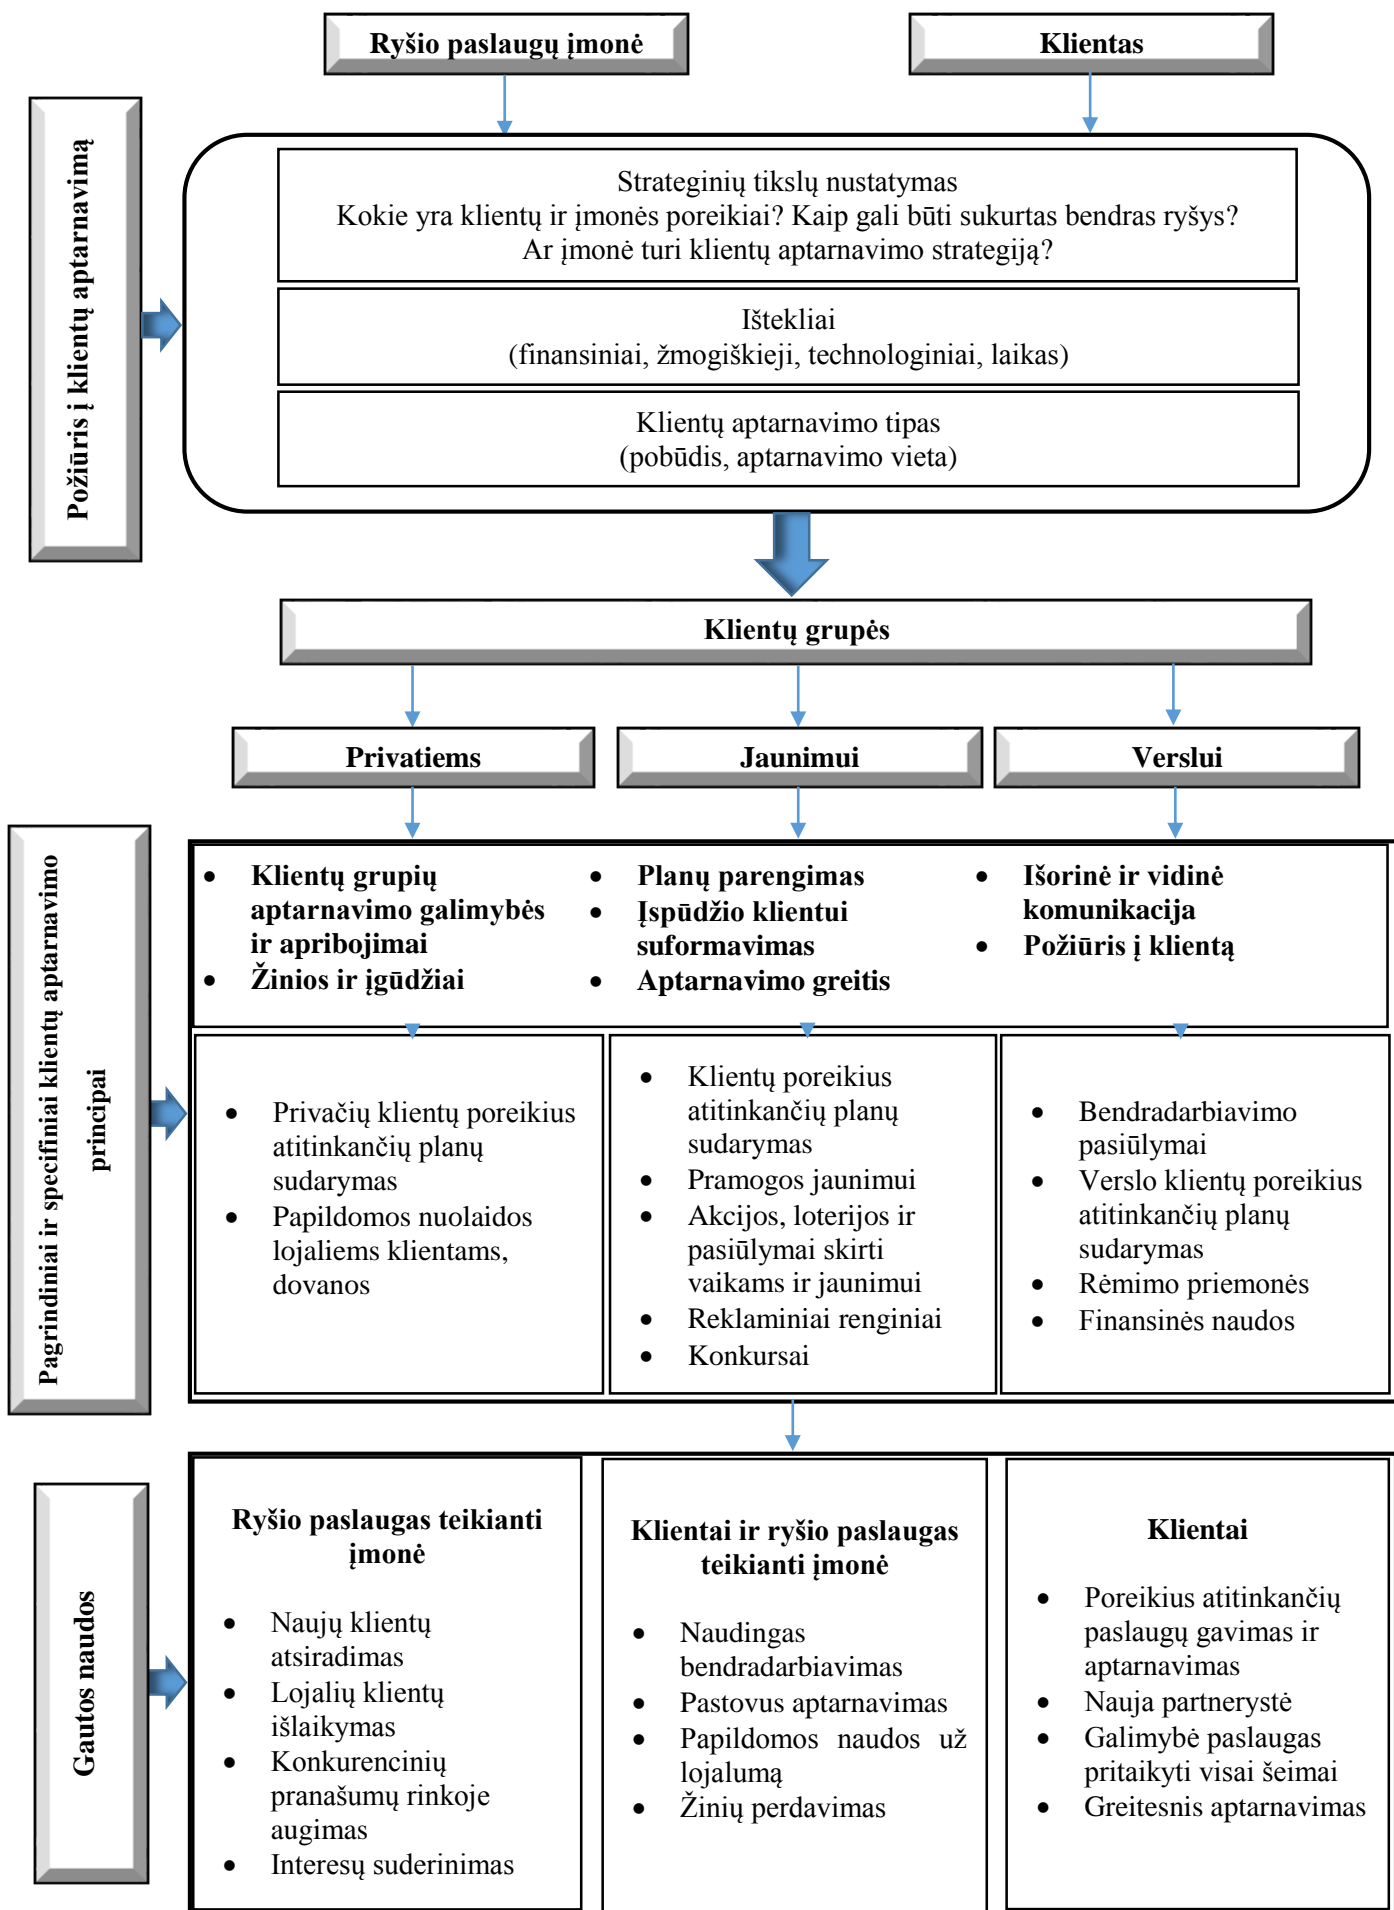 Ryšio paslaugų įmonė
Klientas
Požiūris į klientų aptarnavimą
Strateginių tikslų nustatymas
Kokie yra klientų ir įmonės poreikiai? Kaip gali būti sukurtas bendras ryšys?
Ar įmonė turi klientų aptarnavimo strategiją?
Ištekliai
(finansiniai, žmogiškieji, technologiniai, laikas)
Klientų aptarnavimo tipas
(pobūdis, aptarnavimo vieta)
Klientų grupės
Privatiems
Jaunimui
Verslui
Pagrindiniai ir specifiniai klientų aptarnavimo
principai
• Klientų grupių
aptarnavimo galimybės
ir apribojimai
• Žinios ir įgūdžiai
• Planų parengimas
• Įspūdžio klientui
suformavimas
• Aptarnavimo greitis
• Išorinė ir vidinė
komunikacija
• Požiūris į klientą
• Privačių klientų poreikius
atitinkančių planų
sudarymas
• Papildomos nuolaidos
lojaliems klientams,
dovanos
• Klientų poreikius
atitinkančių planų
sudarymas
• Pramogos jaunimui
• Akcijos, loterijos ir
pasiūlymai skirti
vaikams ir jaunimui
• Reklaminiai renginiai
• Konkursai
• Bendradarbiavimo
pasiūlymai
• Verslo klientų poreikius
atitinkančių planų
sudarymas
• Rėmimo priemonės
• Finansinės naudos
Gautos naudos
Ryšio paslaugas teikianti
įmonė
• Naujų klientų
atsiradimas
• Lojalių klientų
išlaikymas
• Konkurencinių
pranašumų rinkoje
augimas
• Interesų suderinimas
Klientai ir ryšio paslaugas
teikianti įmonė
• Naudingas
bendradarbiavimas
• Pastovus aptarnavimas
• Papildomos naudos už
lojalumą
• Žinių perdavimas
Klientai
• Poreikius atitinkančių
paslaugų gavimas ir
aptarnavimas
• Nauja partnerystė
• Galimybė paslaugas
pritaikyti visai šeimai
• Greitesnis aptarnavimas